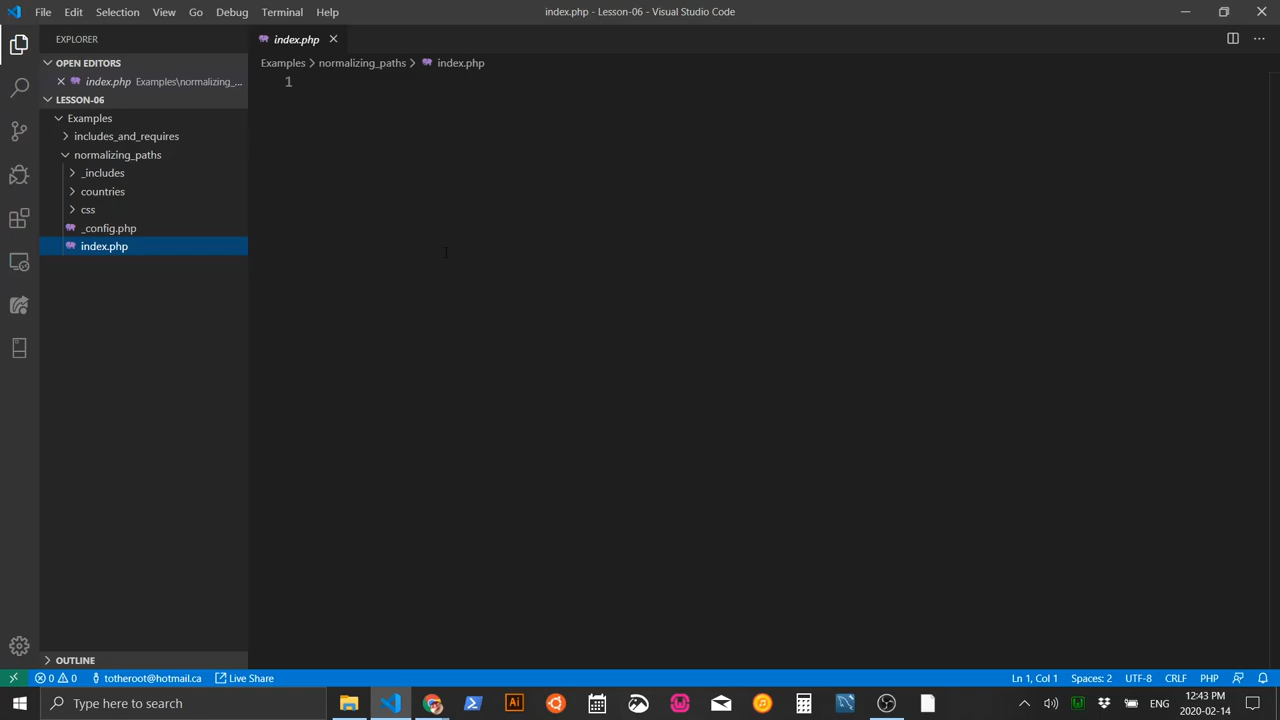 File Edit Selection View Go Debug Terminal Help
index.php - Lesson-06 - Visual Studio Code
EXPLORER
OPEN EDITORS
index.php Examples\normalizing_...
LESSON-06
Examples
includes_and_requires
normalizing_paths
_includes
countries
css
_config.php
index.php
OUTLINE
index.php
Examples > normalizing_paths > index.php
1
0 0 totheroot@hotmail.ca Live Share
Ln 1, Col 1 Spaces: 2 UTF-8 CRLF PHP
Type here to search
Ai
ENG
12:43 PM
2020-02-14